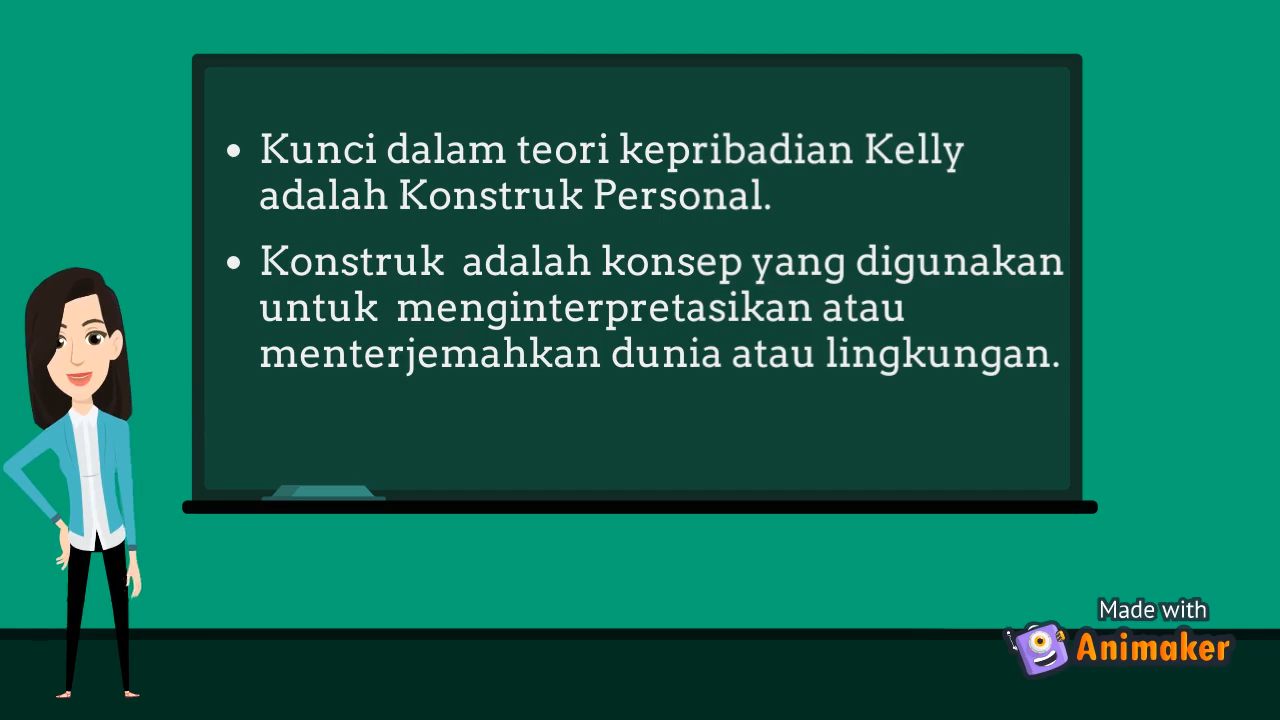 • Kunci dalam teori kepribadian Kelly
adalah Konstruk Personal.
• Konstruk adalah konsep yang digunakan
untuk menginterpretasikan atau
menterjemahkan dunia atau lingkungan.
Made with
Animaker